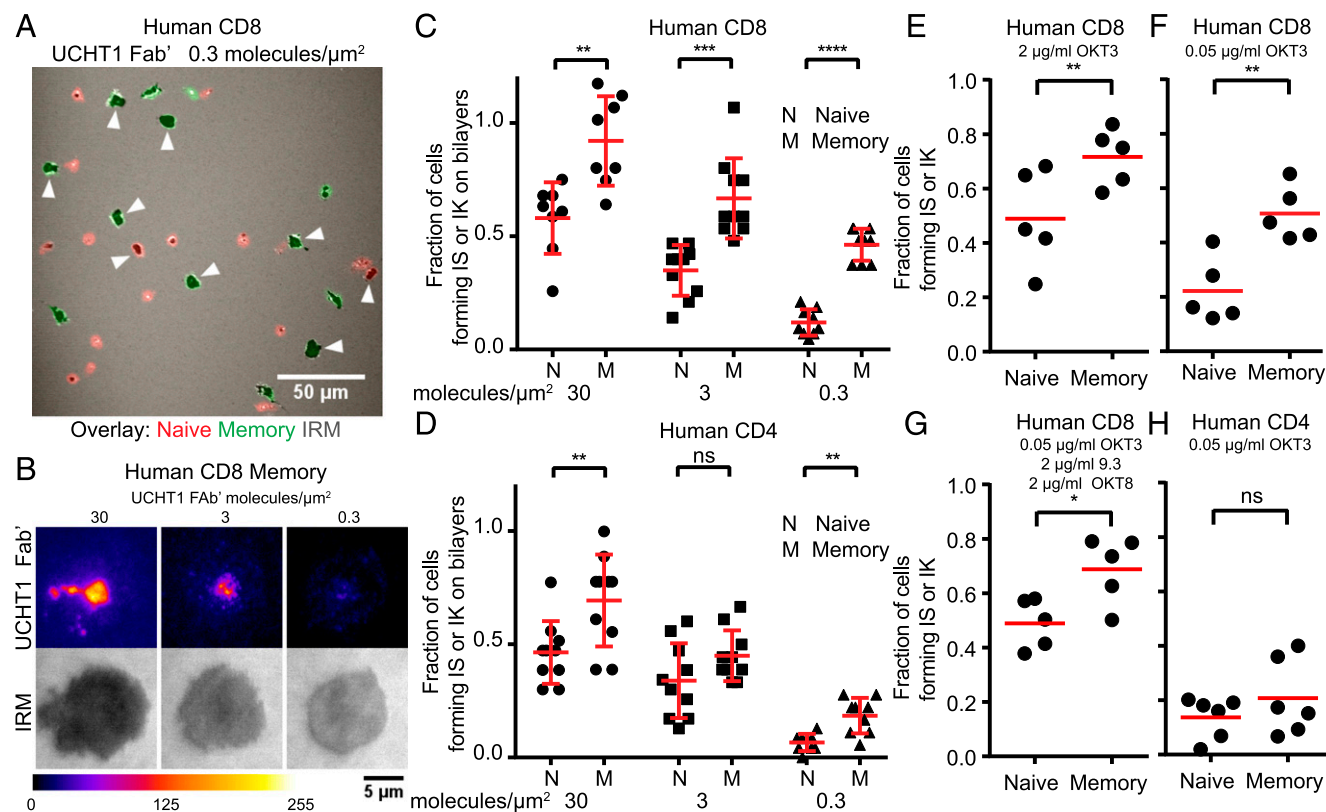 A
Human CD8
UCHT1 Fab' 0.3 molecules/µm²
50 µm
Overlay: Naive Memory IRM
B
Human CD8 Memory
UCHT1 FAb' molecules/µm²
30 3 0.3
UCHT1 Fab'
IRM
0 125 255
5 µm
C
Human CD8
** *** ****
N Naive
M Memory
Fraction of cells
forming IS or IK on bilayers
1.0
0.5
0.0
N M N M N M
molecules/µm² 30 3 0.3
D
Human CD4
** ns **
N Naive
M Memory
Fraction of cells
forming IS or IK on bilayers
1.0
0.5
0.0
N M N M N M
molecules/µm² 30 3 0.3
E
Human CD8
2 µg/ml OKT3
**
Fraction of cells
forming IS or IK
1.0
0.8
0.6
0.4
0.2
0.0
Naive Memory
F
Human CD8
0.05 µg/ml OKT3
**
Naive Memory
G
Human CD8
0.05 µg/ml OKT3
2 µg/ml 9.3
2 µg/ml OKT8
*
Fraction of cells
forming IS or IK
1.0
0.8
0.6
0.4
0.2
0.0
Naive Memory
H
Human CD4
0.05 µg/ml OKT3
ns
Naive Memory